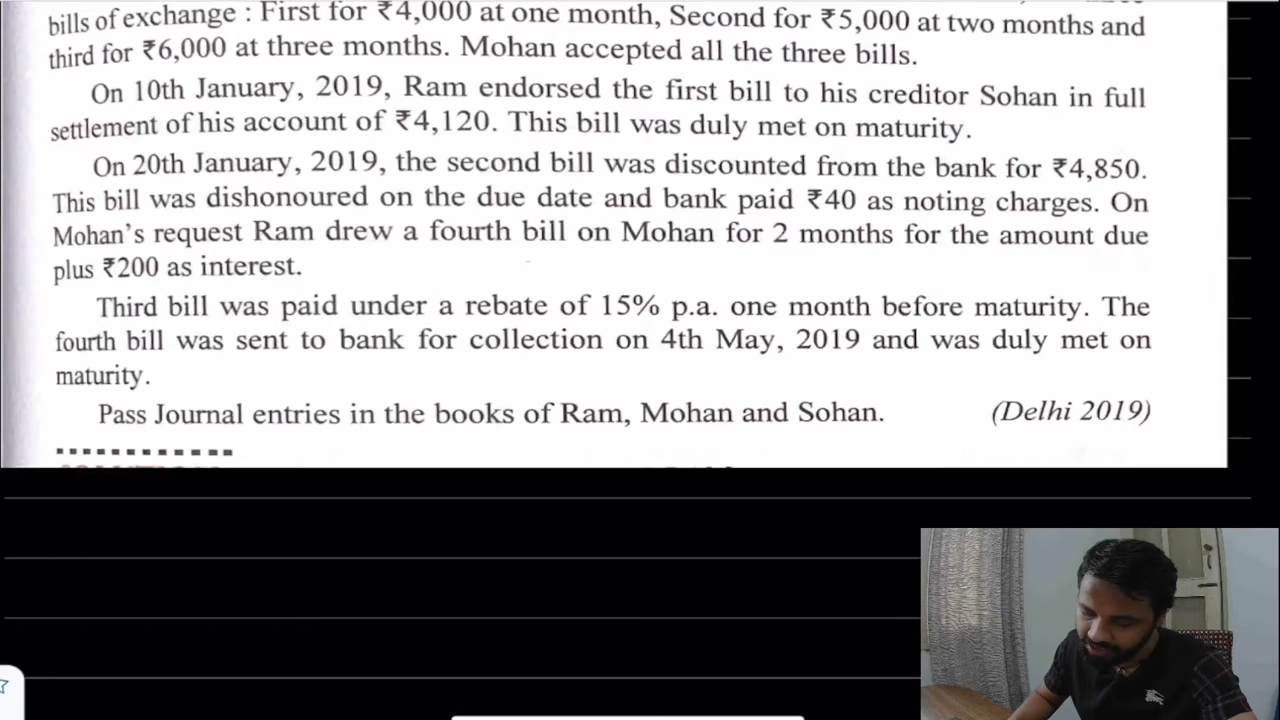 bills of exchange : First for ₹4,000 at one month, Second for ₹5,000 at two months and
third for ₹6,000 at three months. Mohan accepted all the three bills.
On 10th January, 2019, Ram endorsed the first bill to his creditor Sohan in full
settlement of his account of ₹4,120. This bill was duly met on maturity.
On 20th January, 2019, the second bill was discounted from the bank for ₹4,850.
This bill was dishonoured on the due date and bank paid ₹40 as noting charges. On
Mohan's request Ram drew a fourth bill on Mohan for 2 months for the amount due
plus ₹200 as interest.
Third bill was paid under a rebate of 15% p.a. one month before maturity. The
fourth bill was sent to bank for collection on 4th May, 2019 and was duly met on
maturity.
Pass Journal entries in the books of Ram, Mohan and Sohan. (Delhi 2019)